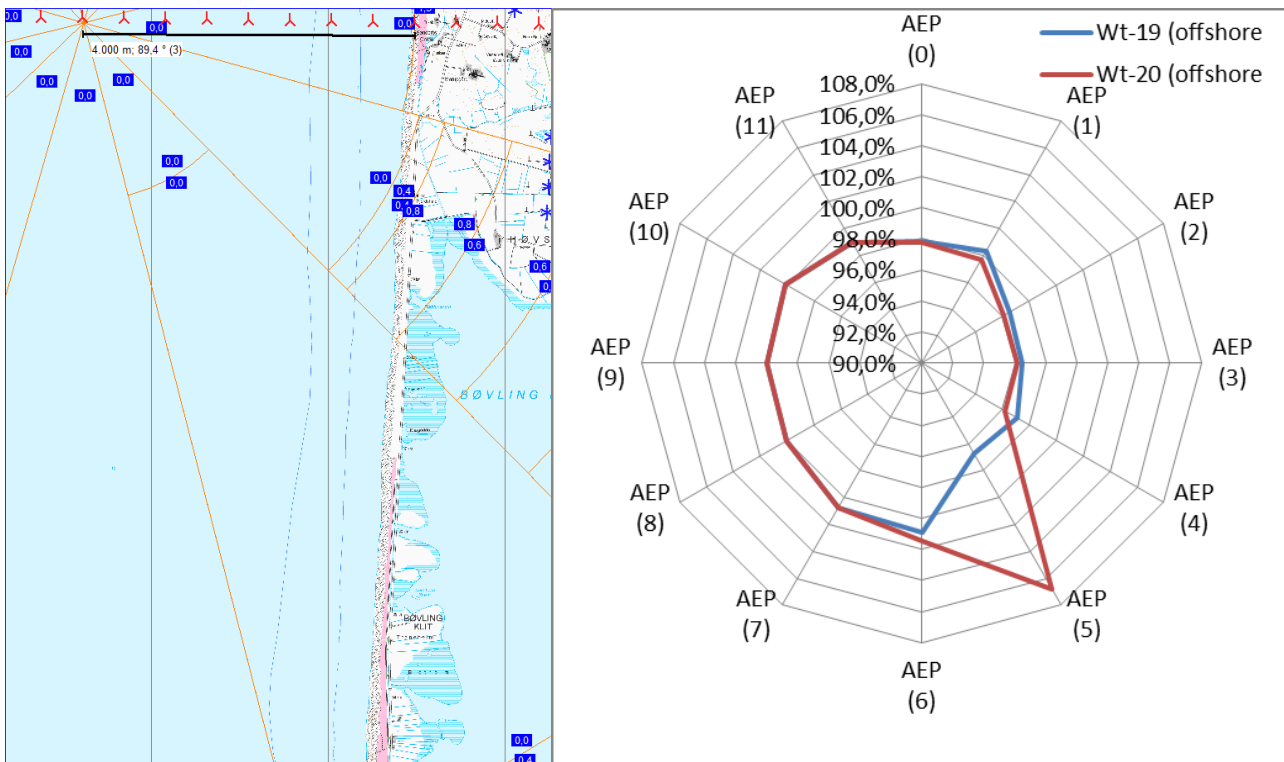 0,0
0,0
0,0
4.000 m; 89,4 ° (3)
0,0
0,0
0,0
0,0
0,0
0,0
0,0
0,4
0,8
0,8
0,6
0,6
BØVLING
BØVLING
KLIT
0,0
0,4
AEP
(0)
Wt-19 (offshore
Wt-20 (offshore
108,0%
106,0%
104,0%
102,0%
100,0%
98,0%
96,0%
94,0%
92,0%
90,0%
AEP
(1)
AEP
(2)
AEP
(3)
AEP
(4)
AEP
(5)
AEP
(6)
AEP
(7)
AEP
(8)
AEP
(9)
AEP
(10)
AEP
(11)